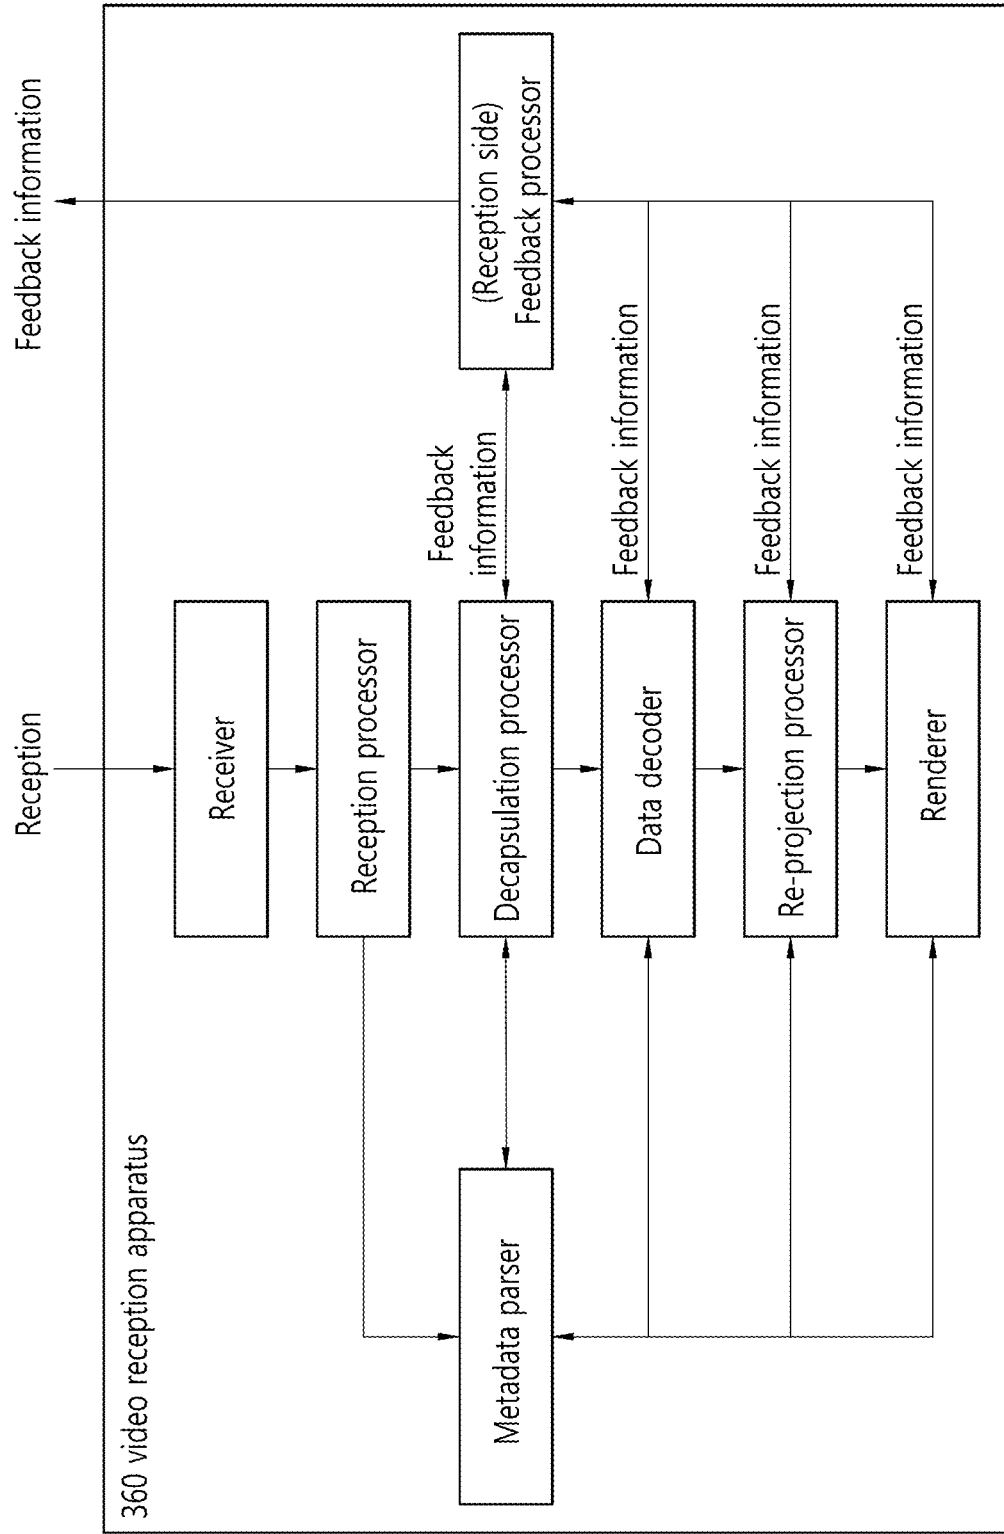 360 video reception apparatus
Reception
Feedback information
Receiver
Reception processor
Metadata parser
Decapsulation processor
Feedback
information
(Reception side)
Feedback processor
Data decoder
Feedback information
Re-projection processor
Feedback information
Renderer
Feedback information